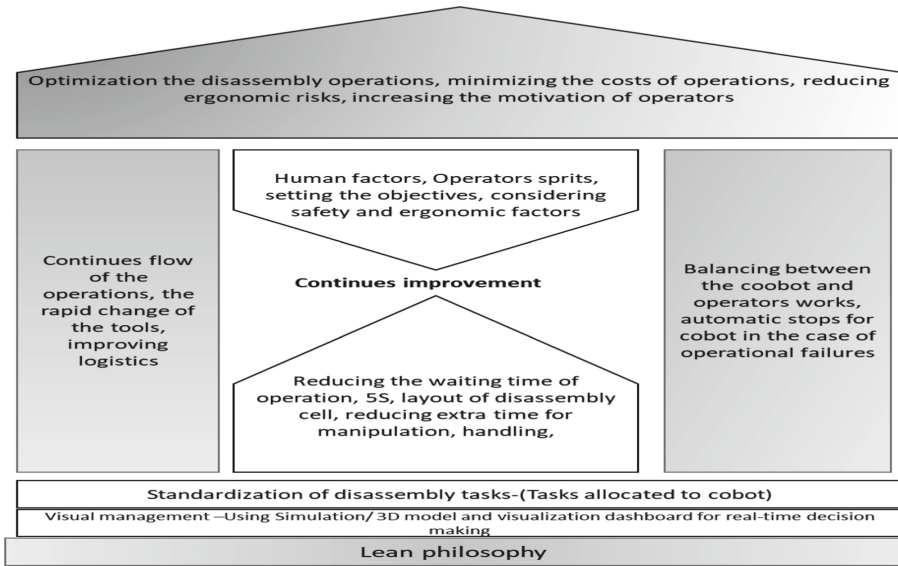 Optimization the disassembly operations, minimizing the costs of operations, reducing
ergonomic risks, increasing the motivation of operators
Continues flow
of the
operations, the
rapid change of
the tools,
improving
logistics
Human factors, Operators sprits,
setting the objectives, considering
safety and ergonomic factors
Continues improvement
Reducing the waiting time of
operation, 5S, layout of disassembly
cell, reducing extra time for
manipulation, handling,
Balancing between
the coobot and
operators works,
automatic stops for
cobot in the case of
operational failures
Standardization of disassembly tasks-(Tasks allocated to cobot)
Visual management –Using Simulation/ 3D model and visualization dashboard for real-time decision
making
Lean philosophy